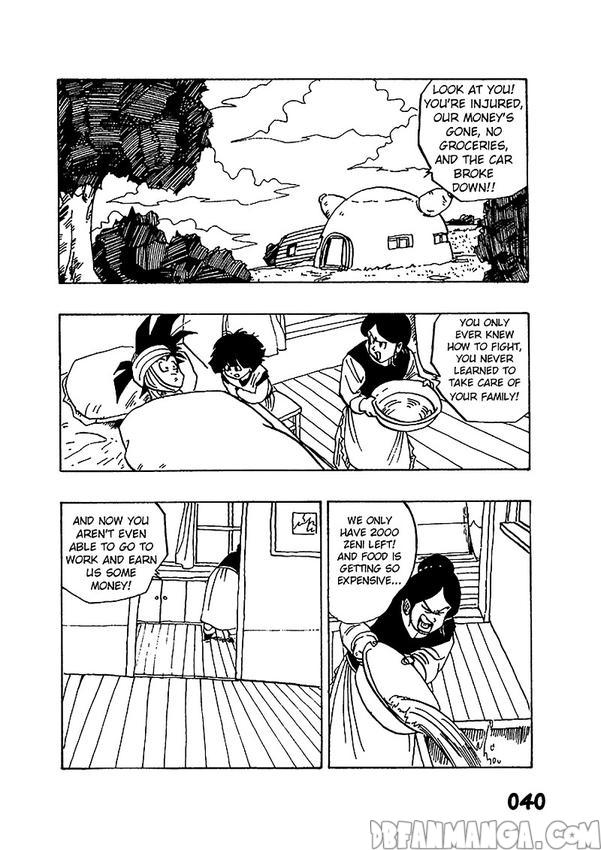 LOOK AT YOU!
YOU'RE INJURED,
OUR MONEY'S
GONE, NO
GROCERIES,
AND THE CAR
BROKE
DOWN!!
YOU ONLY
EVER KNEW
HOW TO FIGHT,
YOU NEVER
LEARNED TO
TAKE CARE OF
YOUR FAMILY!
WE ONLY
HAVE 2000
ZENI LEFT!
AND FOOD IS
GETTING SO
EXPENSIVE...
AND NOW YOU
AREN'T EVEN
ABLE TO GO TO
WORK AND EARN
US SOME
MONEY!
040
DBFANMANGA.COM